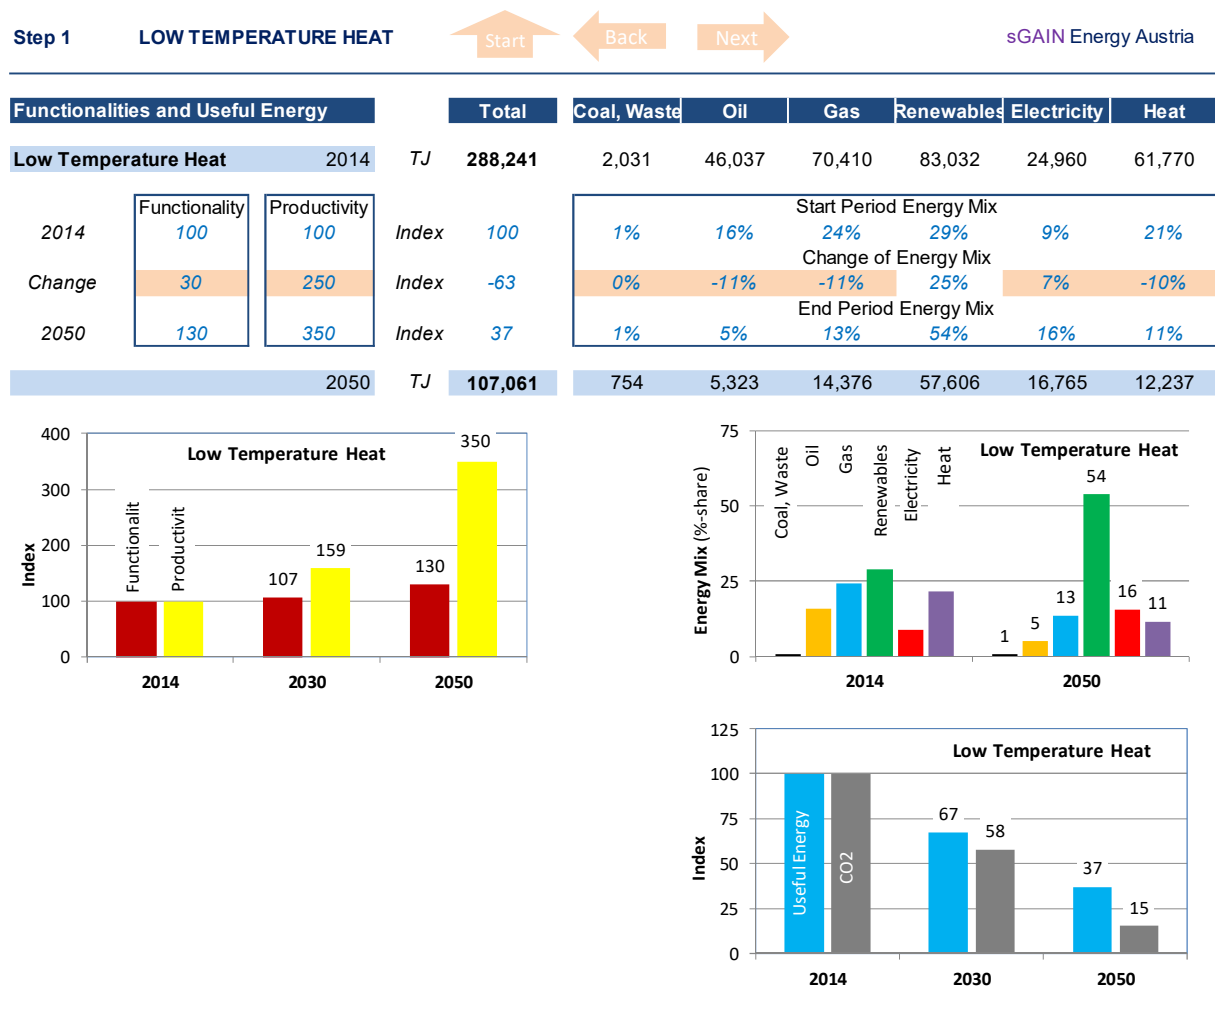 Step 1 LOW TEMPERATURE HEAT Start Back Next sGAIN Energy Austria
Functionalities and Useful Energy Total Coal, Waste Oil Gas Renewables Electricity Heat
Low Temperature Heat 2014 TJ 288,241 2,031 46,037 70,410 83,032 24,960 61,770
Functionality Productivity Start Period Energy Mix
2014 100 100 Index 100 1% 16% 24% 29% 9% 21%
Change of Energy Mix
Change 30 250 Index -63 0% -11% -11% 25% 7% -10%
End Period Energy Mix
2050 130 350 Index 37 1% 5% 13% 54% 16% 11%
2050 TJ 107,061 754 5,323 14,376 57,606 16,765 12,237
Low Temperature Heat
Index
400
300
200
100
0
Functionalit
Productivit
107
159
130
350
2014 2030 2050
Low Temperature Heat
Energy Mix (%-share)
75
50
25
0
Coal, Waste
Oil
Gas
Renewables
Electricity
Heat
1
5
13
54
16
11
2014 2050
Low Temperature Heat
Index
125
100
75
50
25
0
Useful Energy
CO2
67
58
37
15
2014 2030 2050